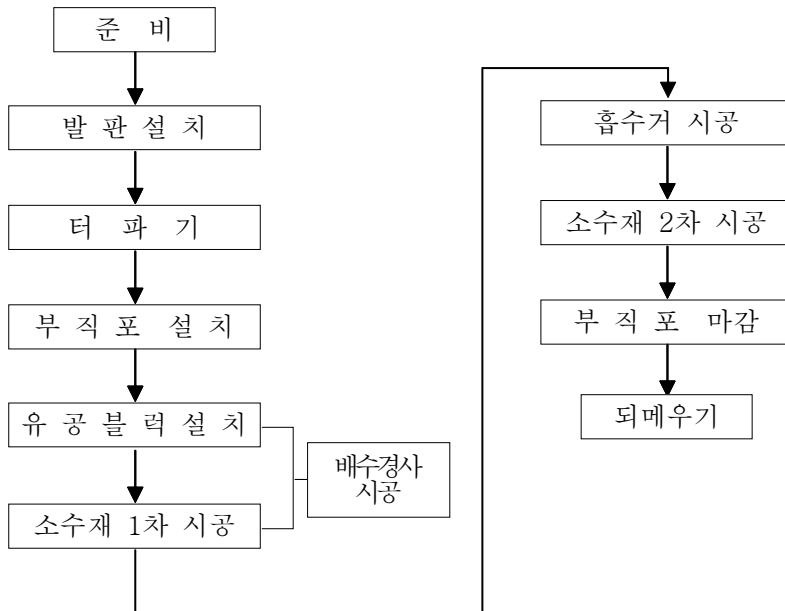 준 비
발 판 설 치
터 파 기
부 직 포 설 치
유 공 블 럭 설 치
소수재 1차 시공
배수경사
시공
흡수거 시공
소수재 2차 시공
부 직 포 마감
되메우기